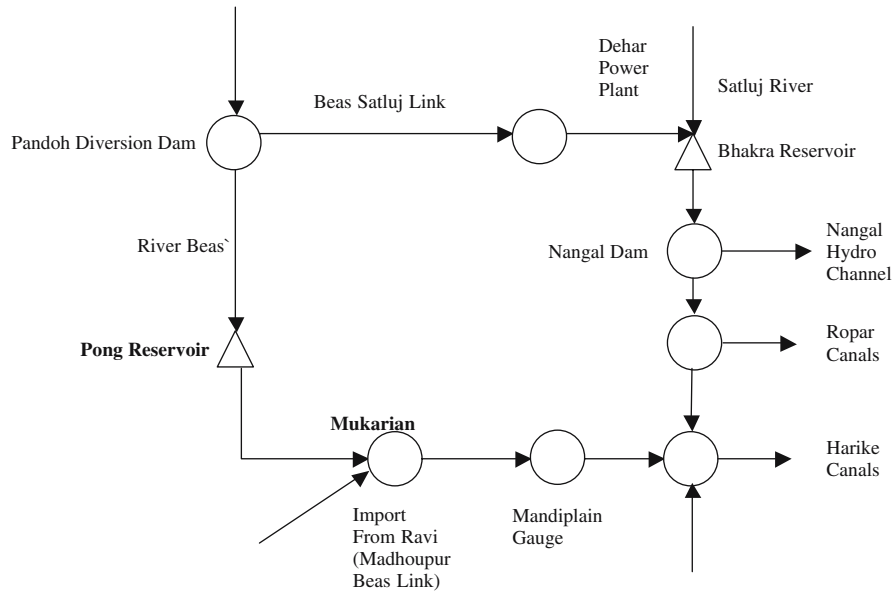 Dehar
Power
Plant
Beas Satluj Link
Satluj River
Pandoh Diversion Dam
Bhakra Reservoir
River Beas`
Nangal Dam
Nangal
Hydro
Channel
Pong Reservoir
Ropar
Canals
Mukarian
Harike
Canals
Import
From Ravi
(Madhoupur
Beas Link)
Mandiplain
Gauge